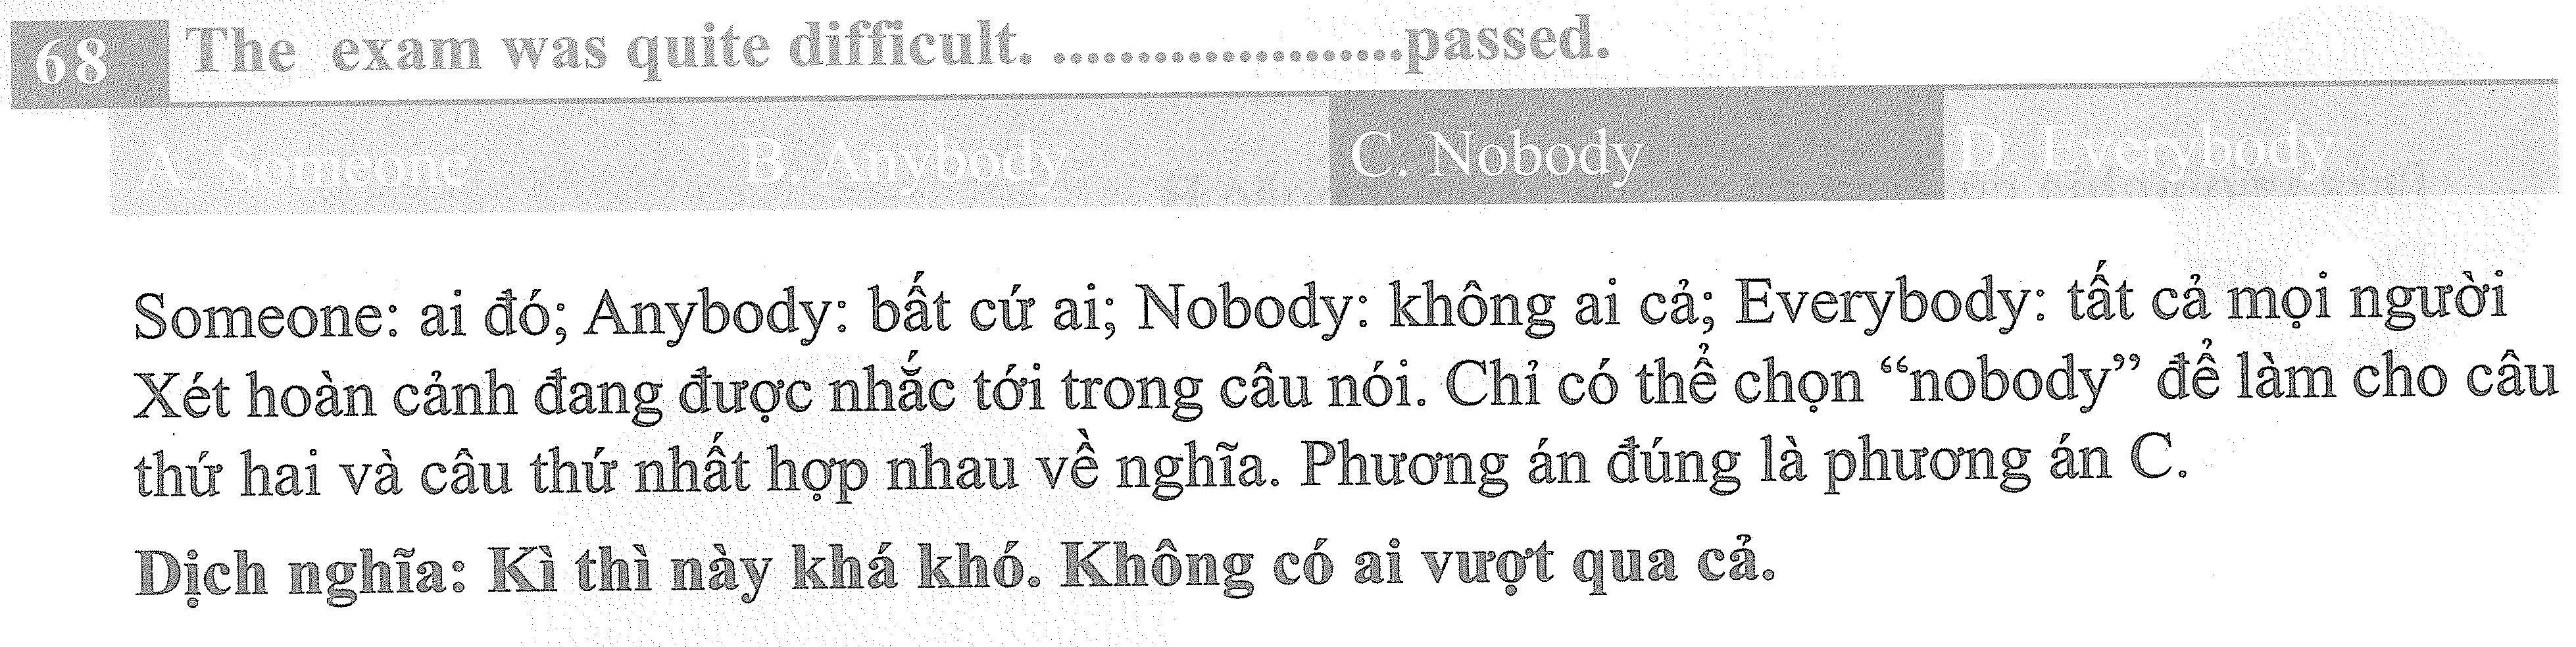 68 The exam was quite difficult. ....................passed.
A. Someone B. Anybody C. Nobody D. Everybody
Someone: ai đó; Anybody: bất cứ ai; Nobody: không ai cả; Everybody: tất cả mọi người
Xét hoàn cảnh đang được nhắc tới trong câu nói. Chỉ có thể chọn “nobody” để làm cho câu
thứ hai và câu thứ nhất hợp nhau về nghĩa. Phương án đúng là phương án C.
Dịch nghĩa: Kì thì này khá khó. Không có ai vượt qua cả.